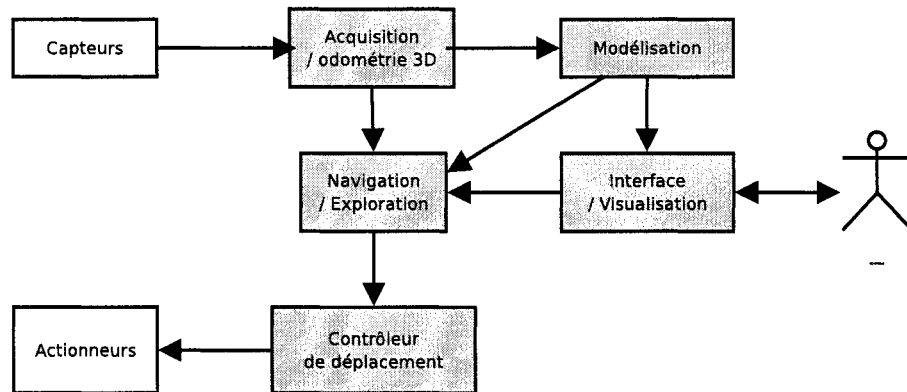 Capteurs
Acquisition
/ odométrie 3D
Modélisation
Navigation
/ Exploration
Interface
/ Visualisation
Actionneurs
Contrôleur
de déplacement